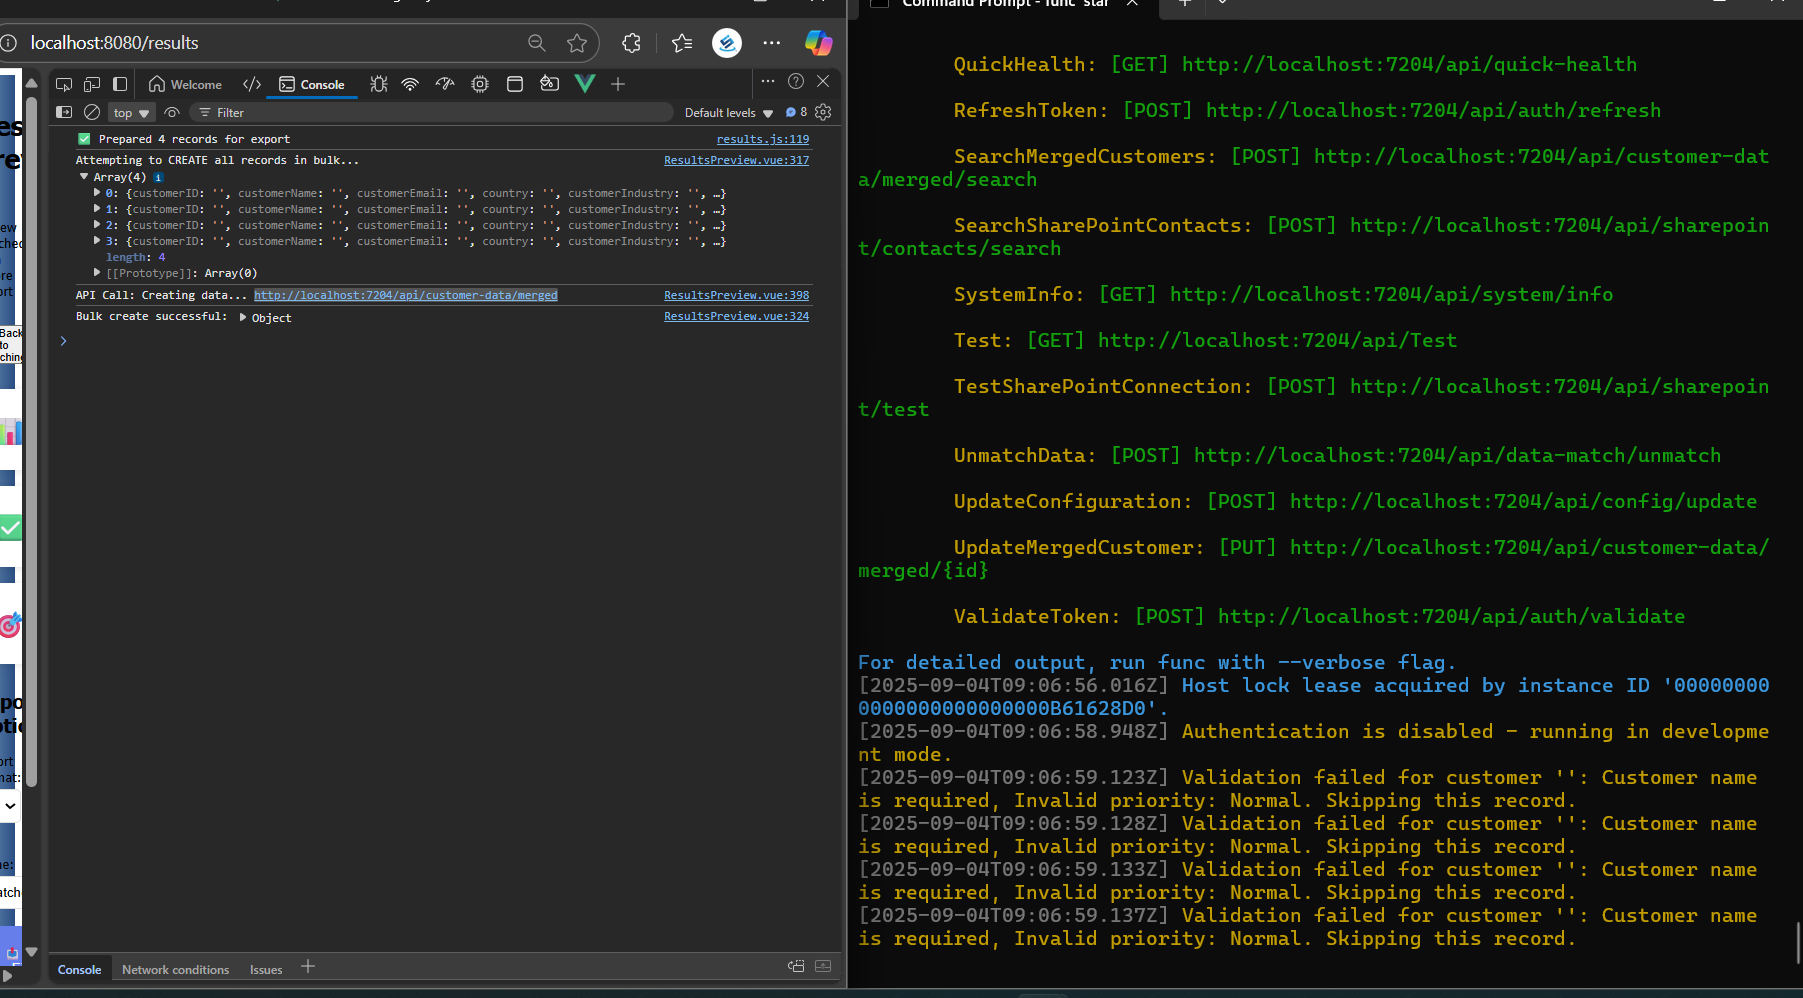 localhost:8080/results
Welcome
Console
top
Filter
Default levels
8
Prepared 4 records for export
results.js:119
Attempting to CREATE all records in bulk...
ResultsPreview.vue:317
Array(4) i
0: {customerID: '', customerName: '', customerEmail: '', country: '', customerIndustry: '', …}
1: {customerID: '', customerName: '', customerEmail: '', country: '', customerIndustry: '', …}
2: {customerID: '', customerName: '', customerEmail: '', country: '', customerIndustry: '', …}
3: {customerID: '', customerName: '', customerEmail: '', country: '', customerIndustry: '', …}
length: 4
[[Prototype]]: Array(0)
API Call: Creating data... http://localhost:7204/api/customer-data/merged
ResultsPreview.vue:398
Bulk create successful: Object
ResultsPreview.vue:324
Back
to
Console
Network conditions
Issues
Command Prompt - func star
QuickHealth: [GET] http://localhost:7204/api/quick-health
RefreshToken: [POST] http://localhost:7204/api/auth/refresh
SearchMergedCustomers: [POST] http://localhost:7204/api/customer-dat
a/merged/search
SearchSharePointContacts: [POST] http://localhost:7204/api/sharepoin
t/contacts/search
SystemInfo: [GET] http://localhost:7204/api/system/info
Test: [GET] http://localhost:7204/api/Test
TestSharePointConnection: [POST] http://localhost:7204/api/sharepoin
t/test
UnmatchData: [POST] http://localhost:7204/api/data-match/unmatch
UpdateConfiguration: [POST] http://localhost:7204/api/config/update
UpdateMergedCustomer: [PUT] http://localhost:7204/api/customer-data/
merged/{id}
ValidateToken: [POST] http://localhost:7204/api/auth/validate
For detailed output, run func with --verbose flag.
[2025-09-04T09:06:56.016Z] Host lock lease acquired by instance ID '00000000
0000000000000000B61628D0'.
[2025-09-04T09:06:58.948Z] Authentication is disabled - running in developme
nt mode.
[2025-09-04T09:06:59.123Z] Validation failed for customer '': Customer name
is required, Invalid priority: Normal. Skipping this record.
[2025-09-04T09:06:59.128Z] Validation failed for customer '': Customer name
is required, Invalid priority: Normal. Skipping this record.
[2025-09-04T09:06:59.133Z] Validation failed for customer '': Customer name
is required, Invalid priority: Normal. Skipping this record.
[2025-09-04T09:06:59.137Z] Validation failed for customer '': Customer name
is required, Invalid priority: Normal. Skipping this record.